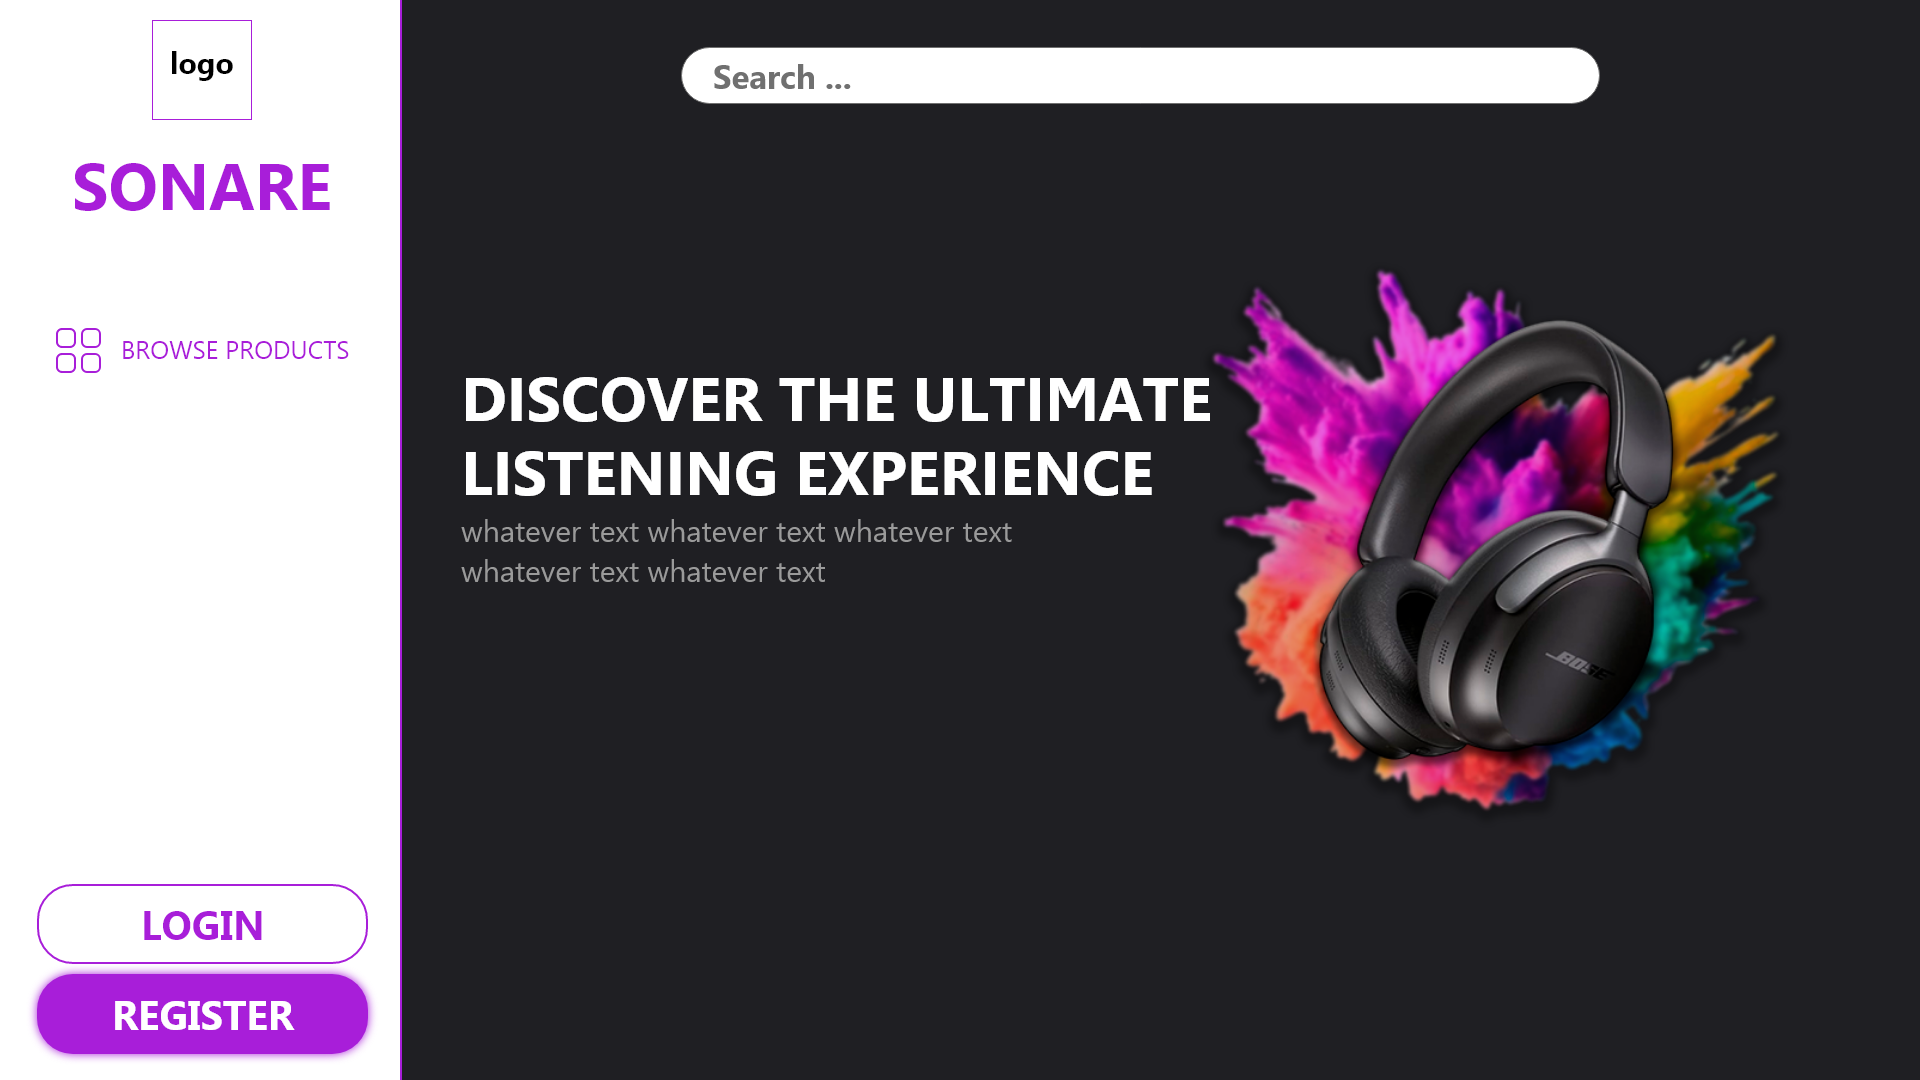 logo
SONARE
BROWSE PRODUCTS
LOGIN
REGISTER
Search ...
DISCOVER THE ULTIMATE
LISTENING EXPERIENCE
whatever text whatever text whatever text
whatever text whatever text
BOSE